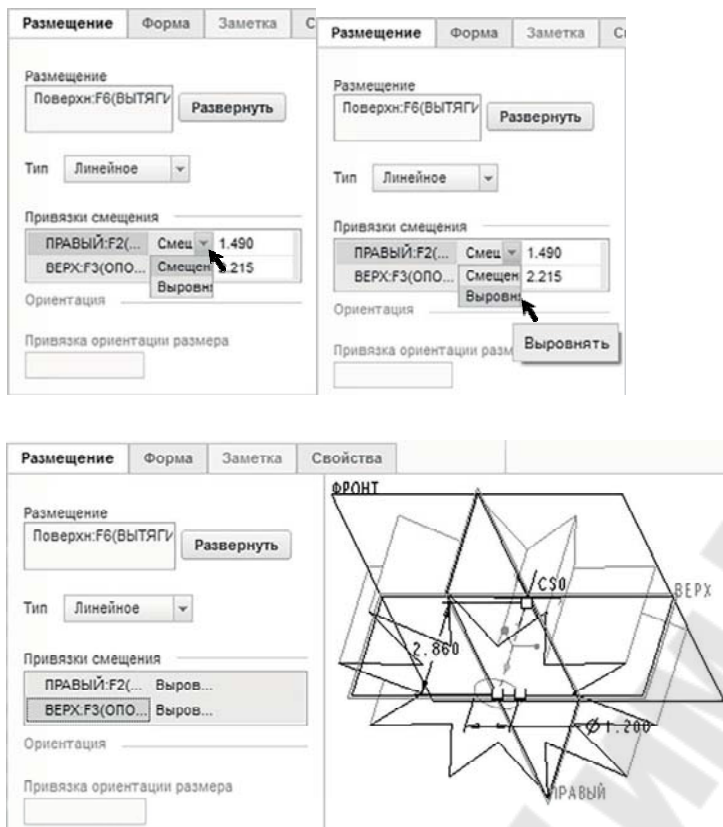 Размещение Форма Заметка С
Размещение
Поверхн:F6(ВЫТЯГИ Развернуть
Тип Линейное
Привязки смещения
ПРАВЫЙ:F2(... Смещ 1.490
ВЕРХ:F3(ОПО... Смещен 2.215
Выровня
Ориентация
Привязка ориентации размера
Размещение Форма Заметка С
Размещение
Поверхн:F6(ВЫТЯГИ Развернуть
Тип Линейное
Привязки смещения
ПРАВЫЙ:F2(... Смещ 1.490
ВЕРХ:F3(ОПО... Смещен 2.215
Выровня
Ориентация
Выровнять
Привязка ориентации разм
Размещение Форма Заметка Свойства
Размещение
Поверхн:F6(ВЫТЯГИ Развернуть
Тип Линейное
Привязки смещения
ПРАВЫЙ:F2(... Выров...
ВЕРХ:F3(ОПО... Выров...
Ориентация
Привязка ориентации размера
ФРОНТ
CS0
ВЕРХ
2.860
Ø1.200
ПРАВЫЙ